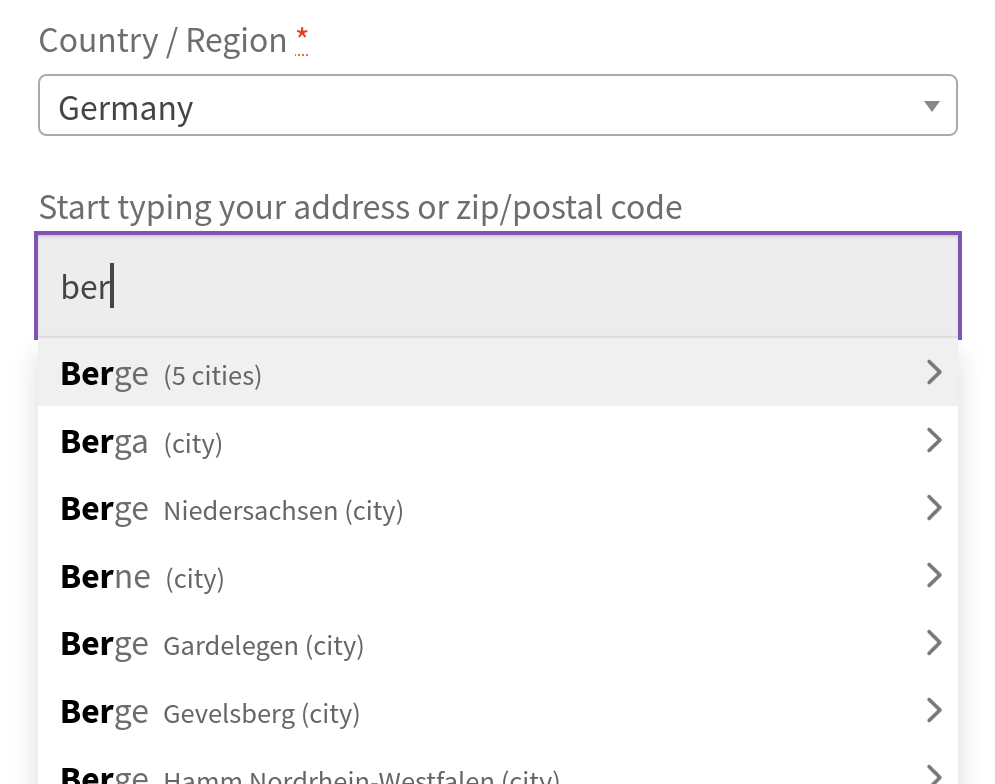 Country / Region *
Germany
Start typing your address or zip/postal code
ber
Berge (5 cities)
Berga (city)
Berge Niedersachsen (city)
Berne (city)
Berge Gardelegen (city)
Berge Gevelsberg (city)
Berge Hamm Nordrhein-Westfalen (city)